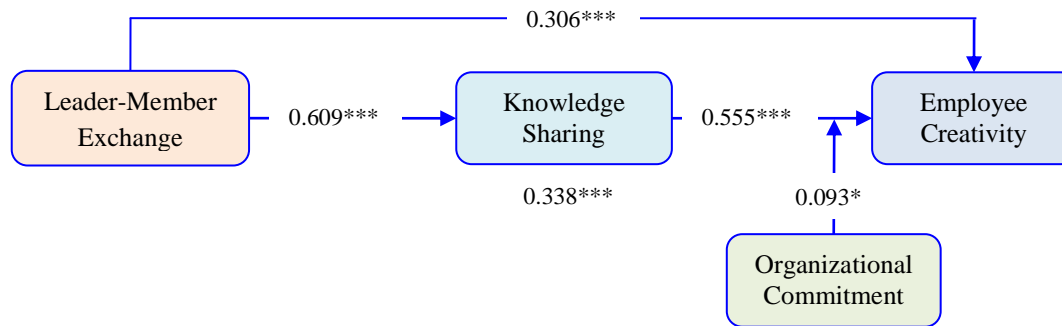 0.306***
Leader-Member
Exchange
0.609***
Knowledge
Sharing
0.555***
Employee
Creativity
0.338***
0.093*
Organizational
Commitment